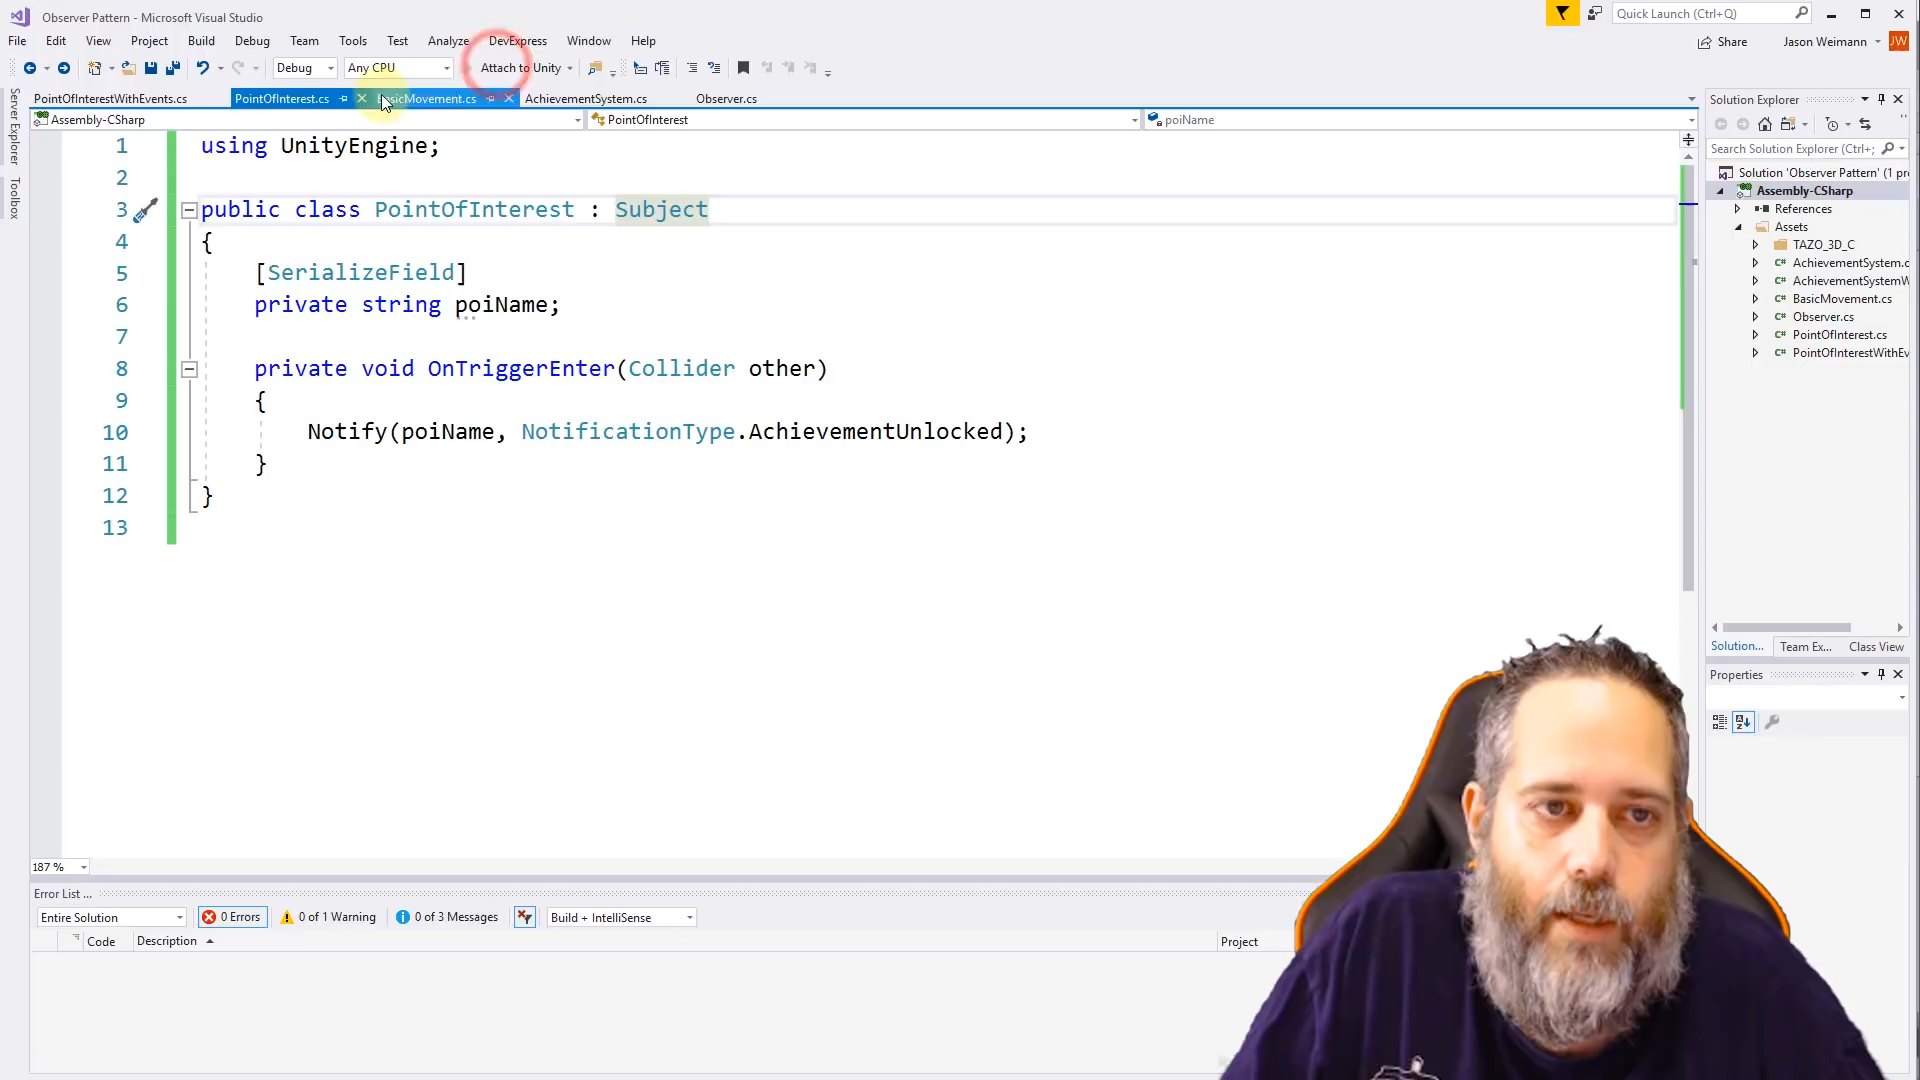 Observer Pattern - Microsoft Visual Studio
Quick Launch (Ctrl+Q)
File Edit View Project Build Debug Team Tools Test Analyze DevExpress Window Help
Share Jason Weimann JW
Debug Any CPU Attach to Unity
PointOfInterestWithEvents.cs PointOfInterest.cs BasicMovement.cs AchievementSystem.cs Observer.cs
Assembly-CSharp PointOfInterest poiName
Server Explorer
Toolbox
1 using UnityEngine;
2
3 public class PointOfInterest : Subject
4 {
5 [SerializeField]
6 private string poiName;
7
8 private void OnTriggerEnter(Collider other)
9 {
10 Notify(poiName, NotificationType.AchievementUnlocked);
11 }
12 }
13
187 %
Solution Explorer
Search Solution Explorer (Ctrl+;
Solution 'Observer Pattern' (1 pr
Assembly-CSharp
References
Assets
TAZO_3D_C
AchievementSystem.c
AchievementSystemW
BasicMovement.cs
Observer.cs
PointOfInterest.cs
PointOfInterestWithEv
Solution... Team Ex... Class View
Properties
Error List ...
Entire Solution 0 Errors 0 of 1 Warning 0 of 3 Messages Build + IntelliSense
Code Description Project